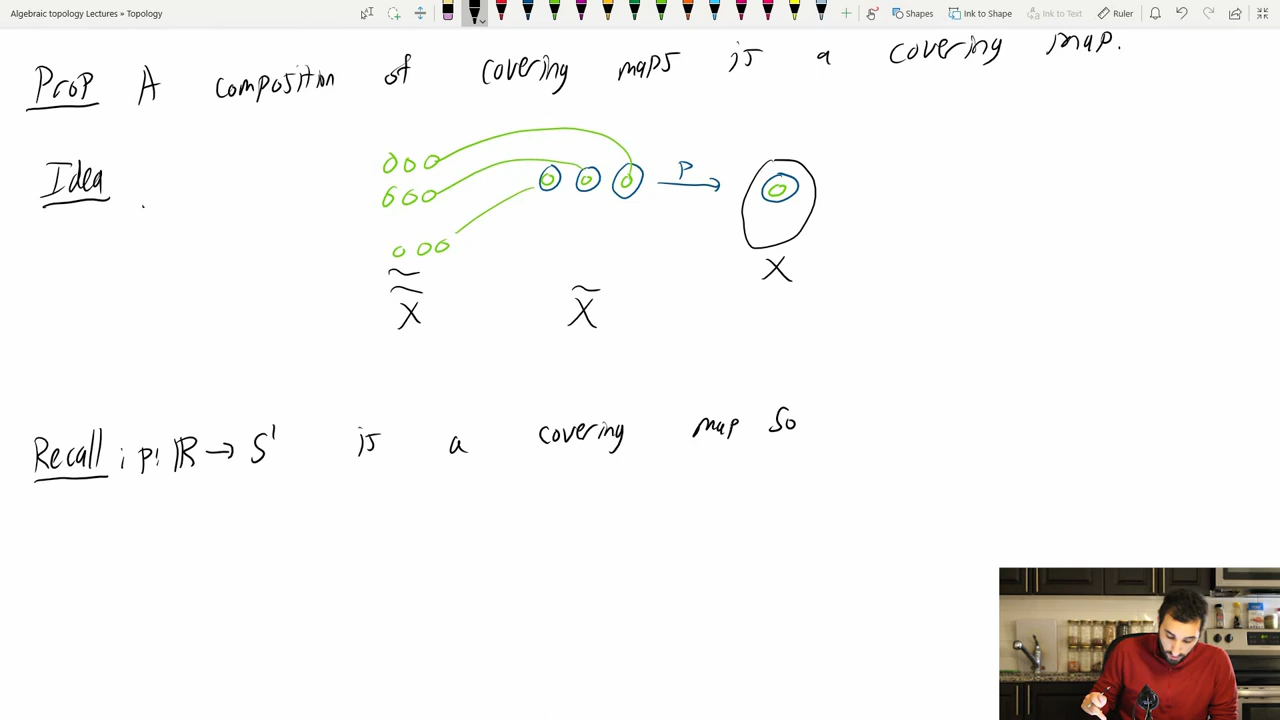 Algebraic topology Lectures » Topology
Shapes
Ink to Shape
Ink to Text
Ruler
Prop A composition of covering maps is a covering map.
Idea
P
X̃̃
X̃
X
Recall : p: ℝ → S¹ is a covering map So